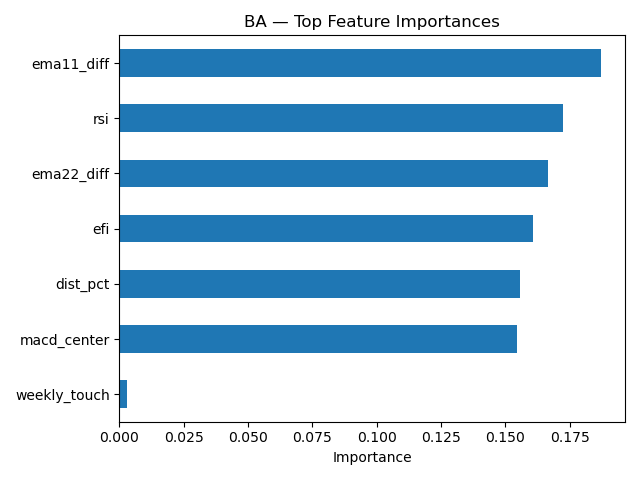 BA — Top Feature Importances
ema11_diff
rsi
ema22_diff
efi
dist_pct
macd_center
weekly_touch
0.000 0.025 0.050 0.075 0.100 0.125 0.150 0.175
Importance